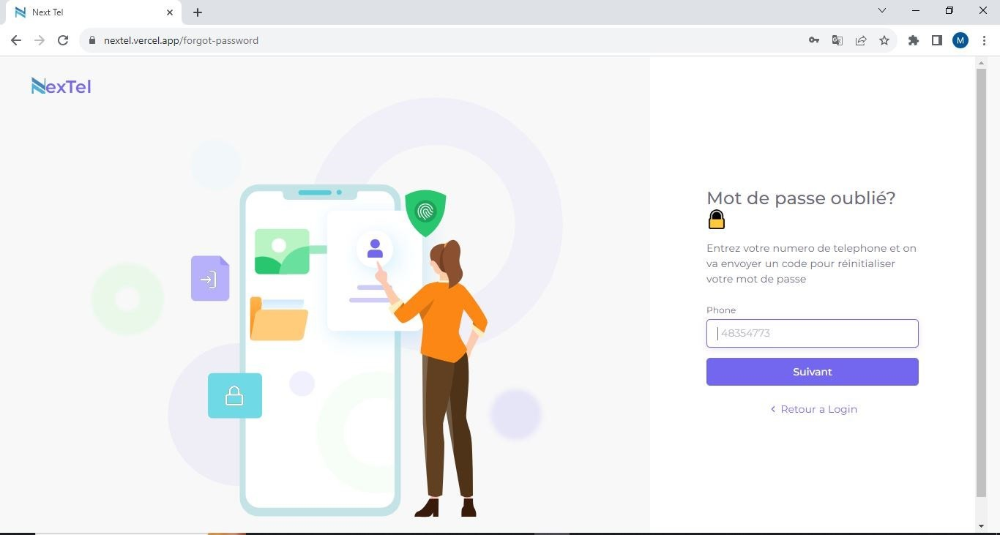 Next Tel
nextel.vercel.app/forgot-password
M
NexTel
Mot de passe oublié?
Entrez votre numero de telephone et on
va envoyer un code pour réinitialiser
votre mot de passe
Phone
48354773
Suivant
Retour a Login